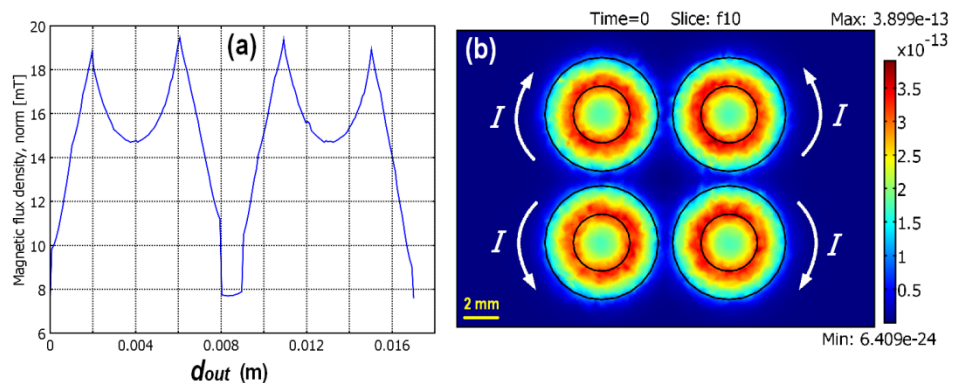 (a)
Magnetic flux density, norm [mT]
20
18
16
14
12
10
8
6
0
0.004
0.008
0.012
0.016
dout (m)
Time=0 Slice: f10
Max: 3.899e-13
(b)
I
I
I
I
2 mm
x10-13
3.5
3
2.5
2
1.5
1
0.5
Min: 6.409e-24